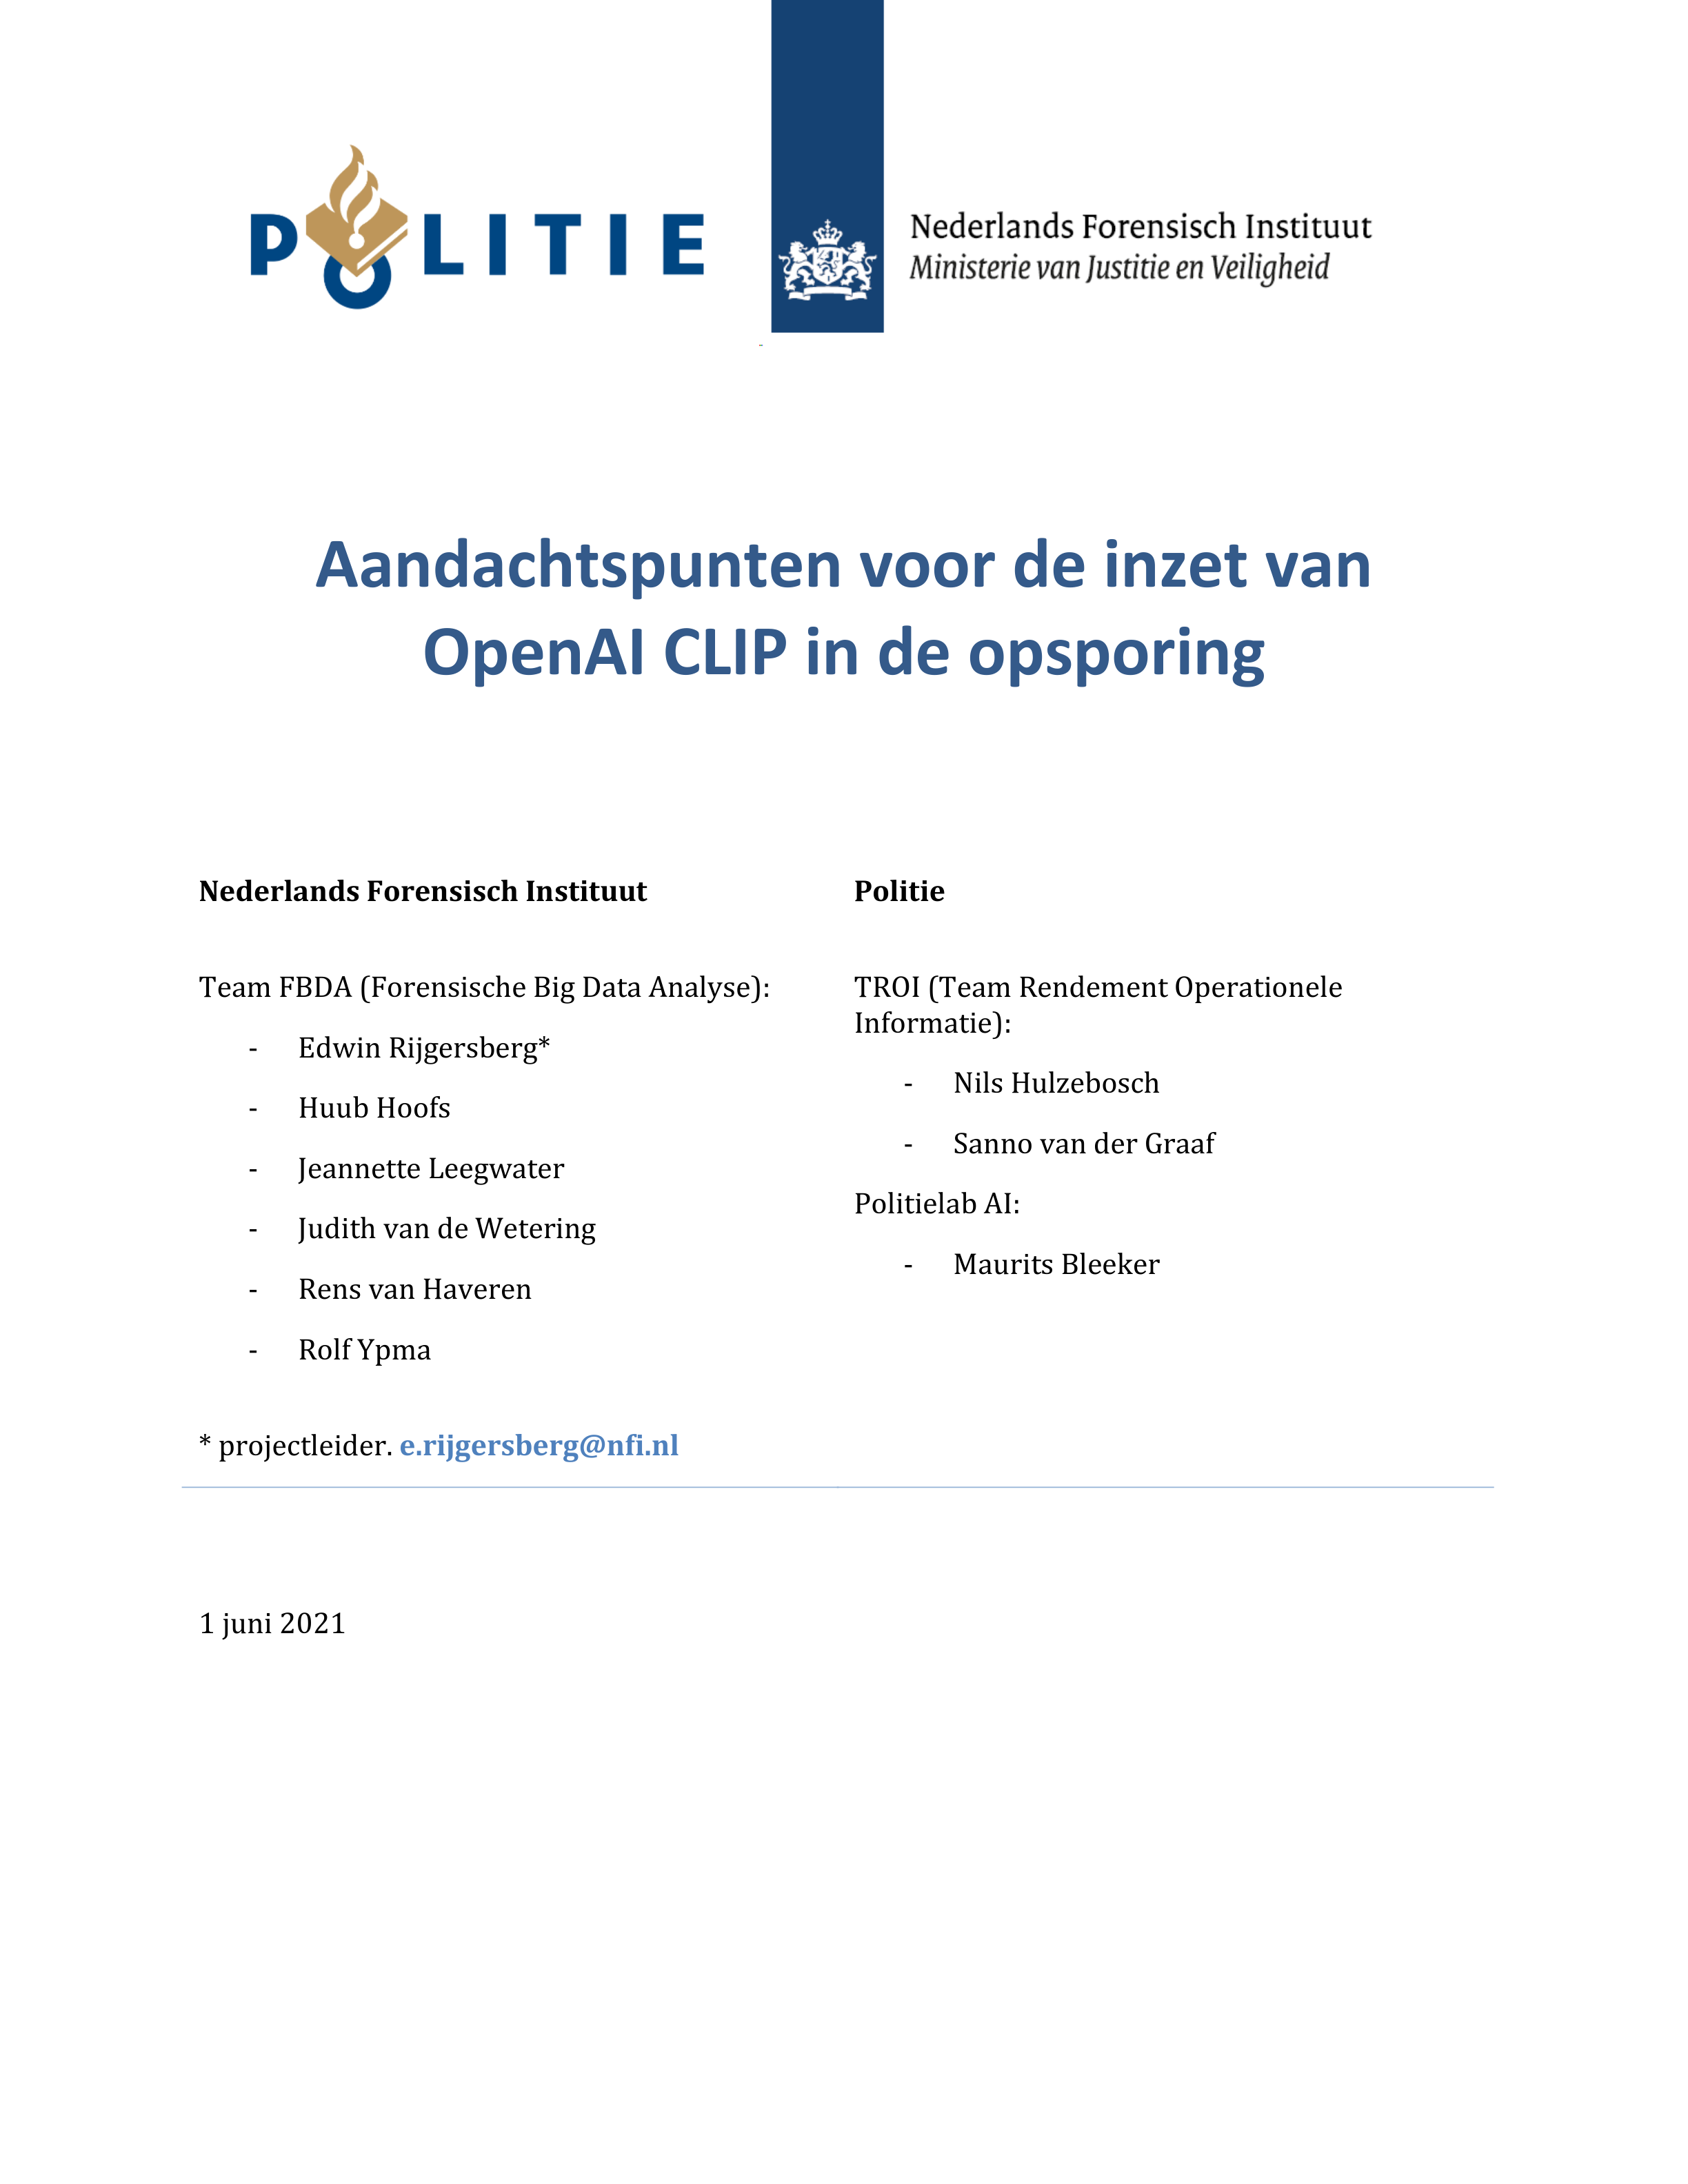 POLITIE
Nederlands Forensisch Instituut
Ministerie van Justitie en Veiligheid
Aandachtspunten voor de inzet van
OpenAI CLIP in de opsporing
Nederlands Forensisch Instituut
Team FBDA (Forensische Big Data Analyse):
- Edwin Rijgersberg*
- Huub Hoofs
- Jeannette Leegwater
- Judith van de Wetering
- Rens van Haveren
- Rolf Ypma
* projectleider. e.rijgersberg@nfi.nl
Politie
TROI (Team Rendement Operationele
Informatie):
- Nils Hulzebosch
- Sanno van der Graaf
Politielab AI:
- Maurits Bleeker
1 juni 2021